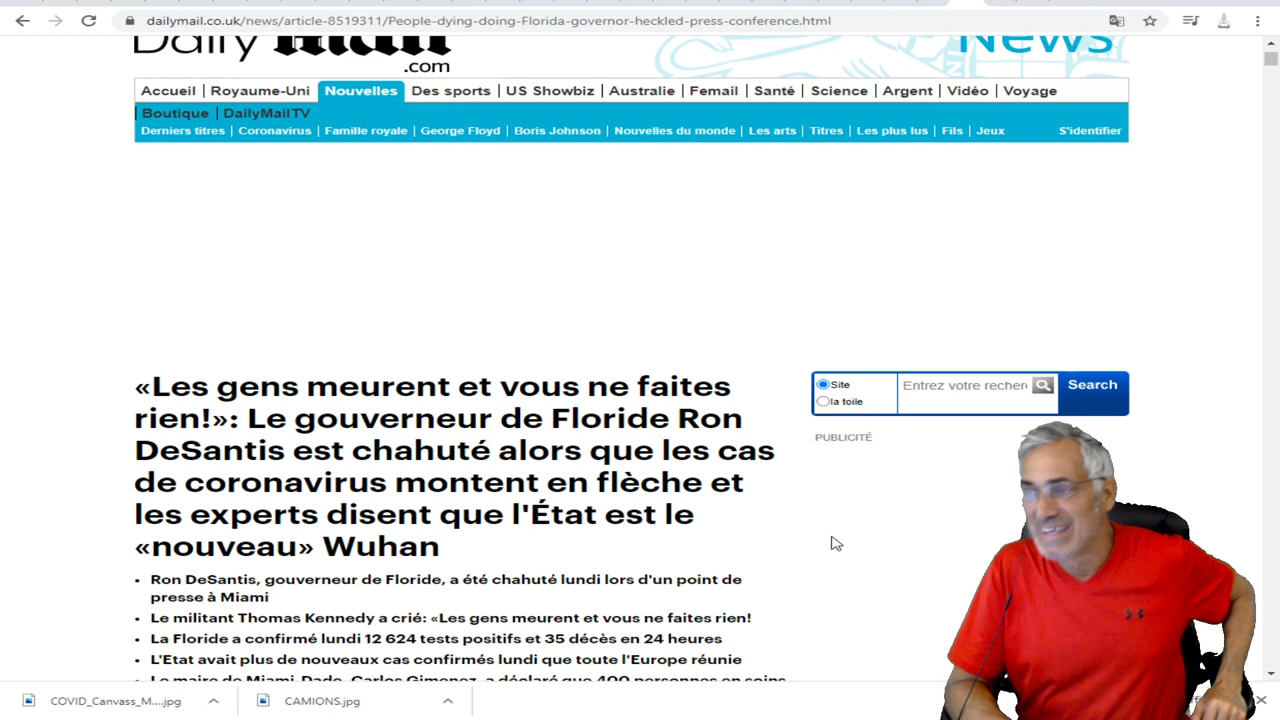 dailymail.co.uk/news/article-8519311/People-dying-doing-Florida-governor-heckled-press-conference.html
Daily Mail
.com
News
Accueil | Royaume-Uni | Nouvelles | Des sports | US Showbiz | Australie | Femail | Santé | Science | Argent | Vidéo | Voyage
Boutique | DailyMailTV
Derniers titres | Coronavirus | Famille royale | George Floyd | Boris Johnson | Nouvelles du monde | Les arts | Titres | Les plus lus | Fils | Jeux
S'identifier
«Les gens meurent et vous ne faites
rien!»: Le gouverneur de Floride Ron
DeSantis est chahuté alors que les cas
de coronavirus montent en flèche et
les experts disent que l'État est le
«nouveau» Wuhan
• Ron DeSantis, gouverneur de Floride, a été chahuté lundi lors d'un point de
presse à Miami
• Le militant Thomas Kennedy a crié: «Les gens meurent et vous ne faites rien!
• La Floride a confirmé lundi 12 624 tests positifs et 35 décès en 24 heures
• L'Etat avait plus de nouveaux cas confirmés lundi que toute l'Europe réunie
• Le maire de Miami-Dade, Carlos Gimenez, a déclaré que 400 personnes en soins
Site
la toile
Entrez votre recher
Search
PUBLICITÉ
COVID_Canvass_M....jpg
CAMIONS.jpg